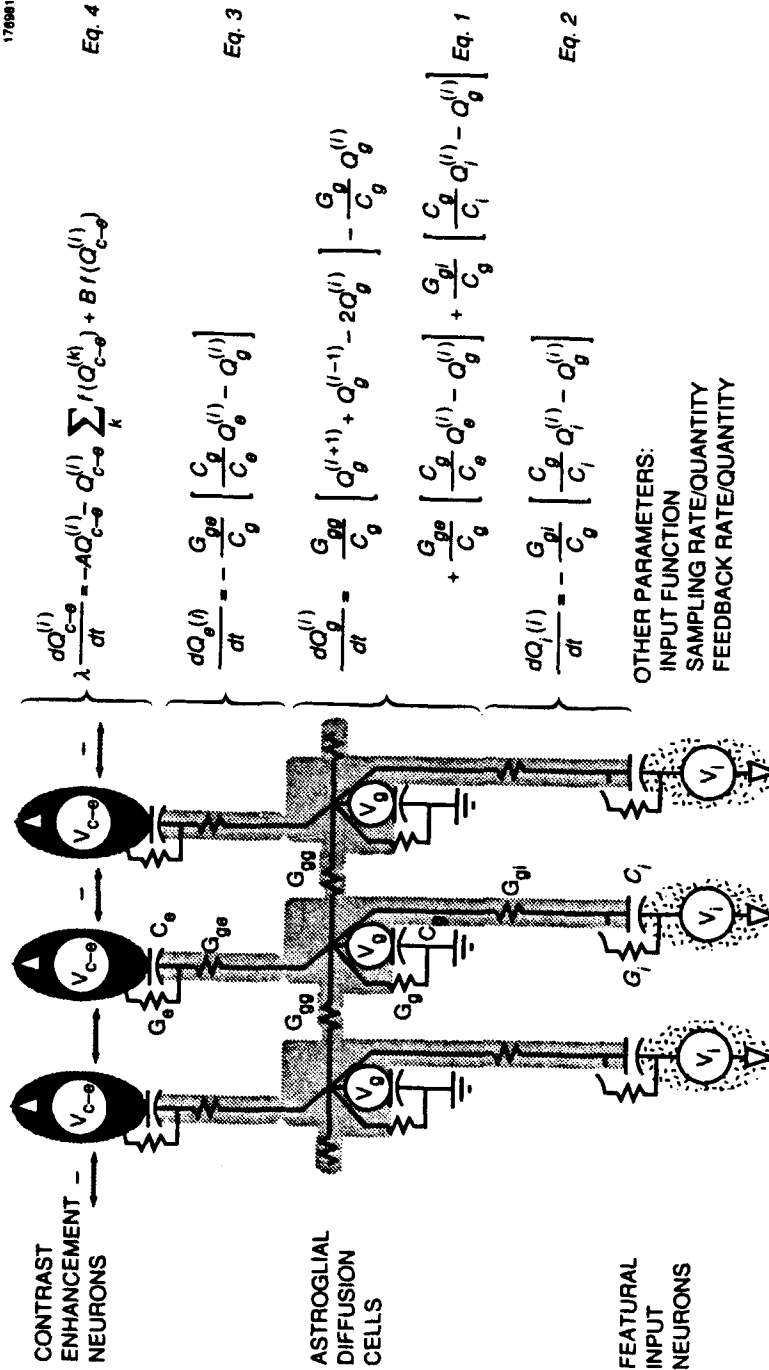 176981
CONTRAST
ENHANCEMENT
NEURONS
− − −
V_{c-e} V_{c-e} V_{c-e}
G_e C_e
G_{ge}
ASTROGLIAL
DIFFUSION
CELLS
G_{gg} G_{gg}
V_g V_g V_g
G_g C_g
G_{gi}
FEATURAL
INPUT
NEURONS
G_i C_i
V_i V_i V_i
λ dQ_{c-e}^{(i)}/dt = -AQ_{c-e}^{(i)} - Q_{c-e}^{(i)} ∑_k f(Q_{c-e}^{(k)}) + B f(Q_{c-e}^{(i)}) Eq. 4
dQ_e^{(i)}/dt = - G_{ge}/C_g [ C_g/C_e Q_e^{(i)} - Q_g^{(i)} ] Eq. 3
dQ_g^{(i)}/dt = G_{gg}/C_g [ Q_g^{(i+1)} + Q_g^{(i-1)} - 2Q_g^{(i)} ] - G_g/C_g Q_g^{(i)}
+ G_{ge}/C_g [ C_g/C_e Q_e^{(i)} - Q_g^{(i)} ] + G_{gi}/C_g [ C_g/C_i Q_i^{(i)} - Q_g^{(i)} ] Eq. 1
dQ_i^{(i)}/dt = - G_{gi}/C_g [ C_g/C_i Q_i^{(i)} - Q_g^{(i)} ] Eq. 2
OTHER PARAMETERS:
INPUT FUNCTION
SAMPLING RATE/QUANTITY
FEEDBACK RATE/QUANTITY